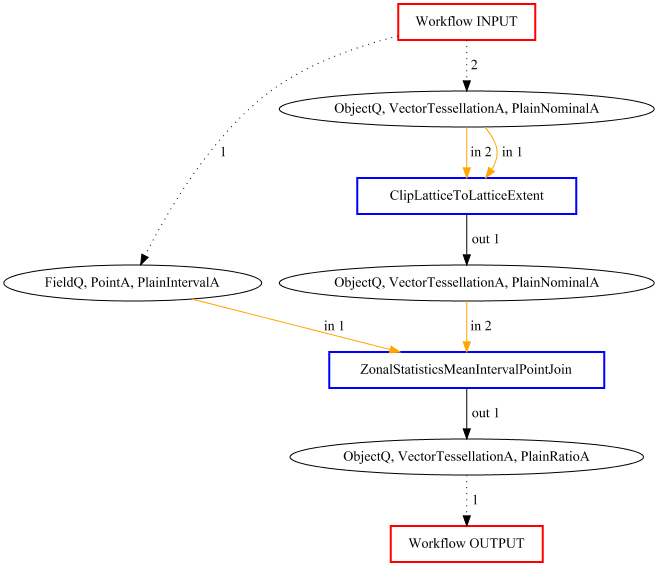 Workflow INPUT
2
ObjectQ, VectorTessellationA, PlainNominalA
1
in 2
in 1
ClipLatticeToLatticeExtent
out 1
FieldQ, PointA, PlainIntervalA
ObjectQ, VectorTessellationA, PlainNominalA
in 1
in 2
ZonalStatisticsMeanIntervalPointJoin
out 1
ObjectQ, VectorTessellationA, PlainRatioA
1
Workflow OUTPUT